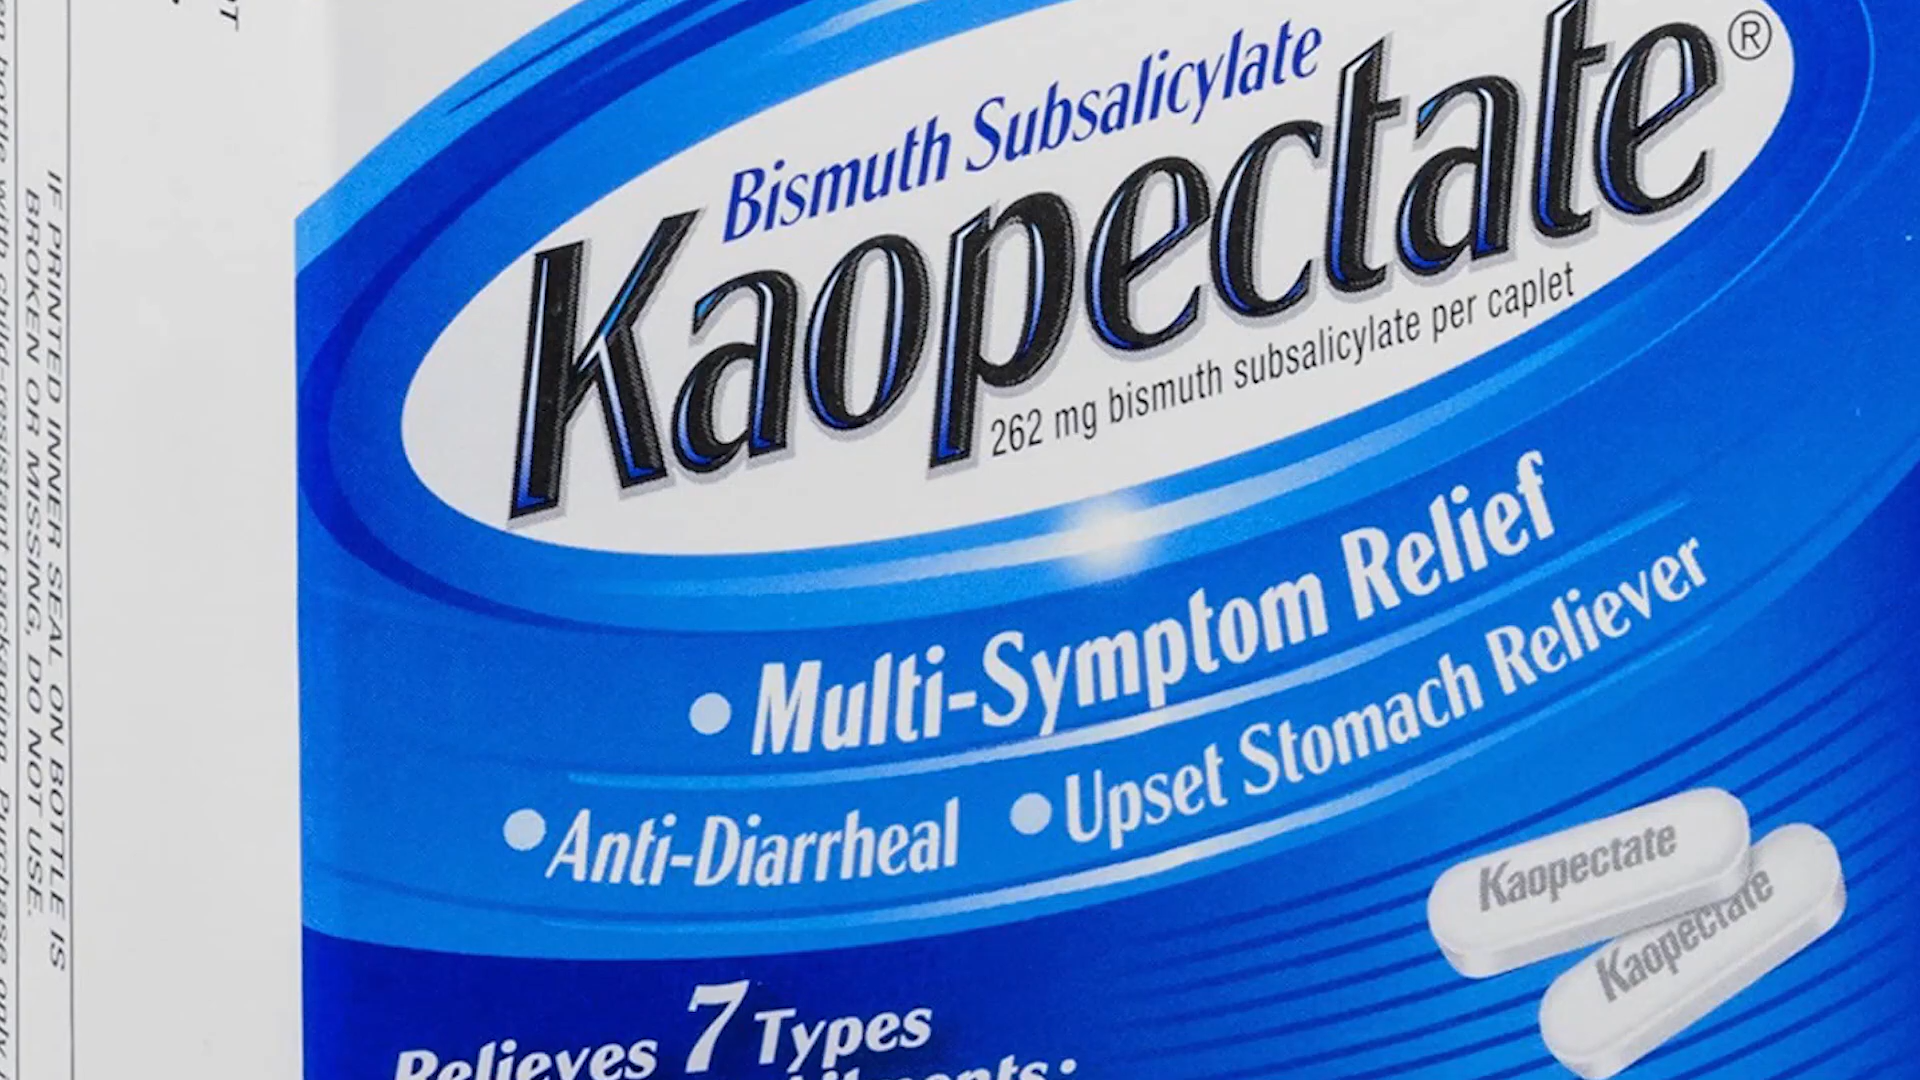 Bismuth Subsalicylate
Kaopectate®
262 mg bismuth subsalicylate per caplet
• Multi-Symptom Relief
• Anti-Diarrheal • Upset Stomach Reliever
Kaopectate
Kaopectate
Relieves 7 Types
IF PRINTED INNER SEAL ON BOTTLE IS
BROKEN OR MISSING, DO NOT USE.